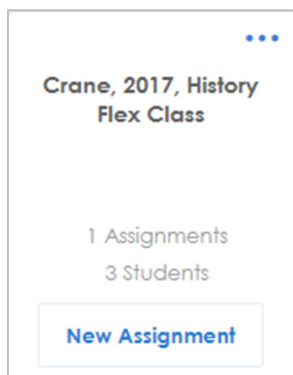 Crane, 2017, History
Flex Class
1 Assignments
3 Students
New Assignment